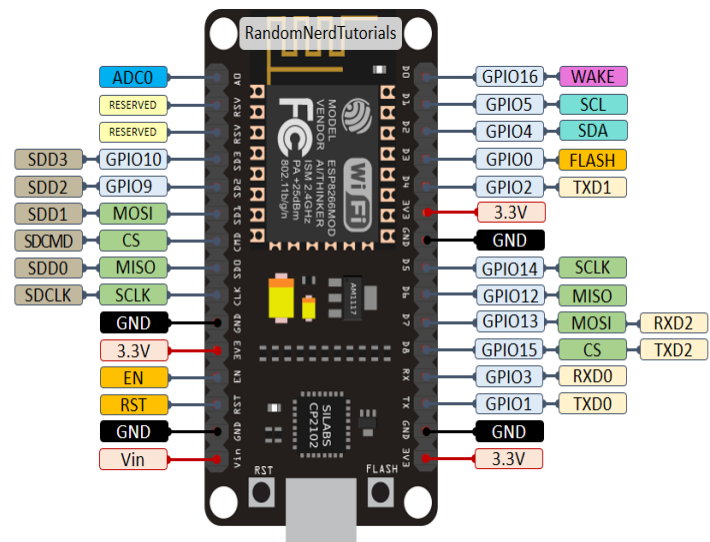 RandomNerdTutorials
ADC0
A0
D0
GPIO16
WAKE
RESERVED
RSV
D1
GPIO5
SCL
RESERVED
RSV
D2
GPIO4
SDA
SDD3
GPIO10
SD3
D3
GPIO0
FLASH
SDD2
GPIO9
SD2
D4
GPIO2
TXD1
SDD1
MOSI
SD1
3V3
3.3V
SDCMD
CS
CMD
GND
GND
SDD0
MISO
SD0
D5
GPIO14
SCLK
SDCLK
SCLK
CLK
D6
GPIO12
MISO
GND
GND
D7
GPIO13
MOSI
RXD2
3.3V
3V3
D8
GPIO15
CS
TXD2
EN
EN
RX
GPIO3
RXD0
RST
RST
TX
GPIO1
TXD0
GND
GND
GND
GND
Vin
Vin
3V3
3.3V
MODEL
VENDOR
ESP8266MOD
AI/THINKER
ISM 2.4GHz
PA +25dBm
802.11b/g/n
FC
Wi Fi
AM1117
SILABS
CP2102
RST
FLASH